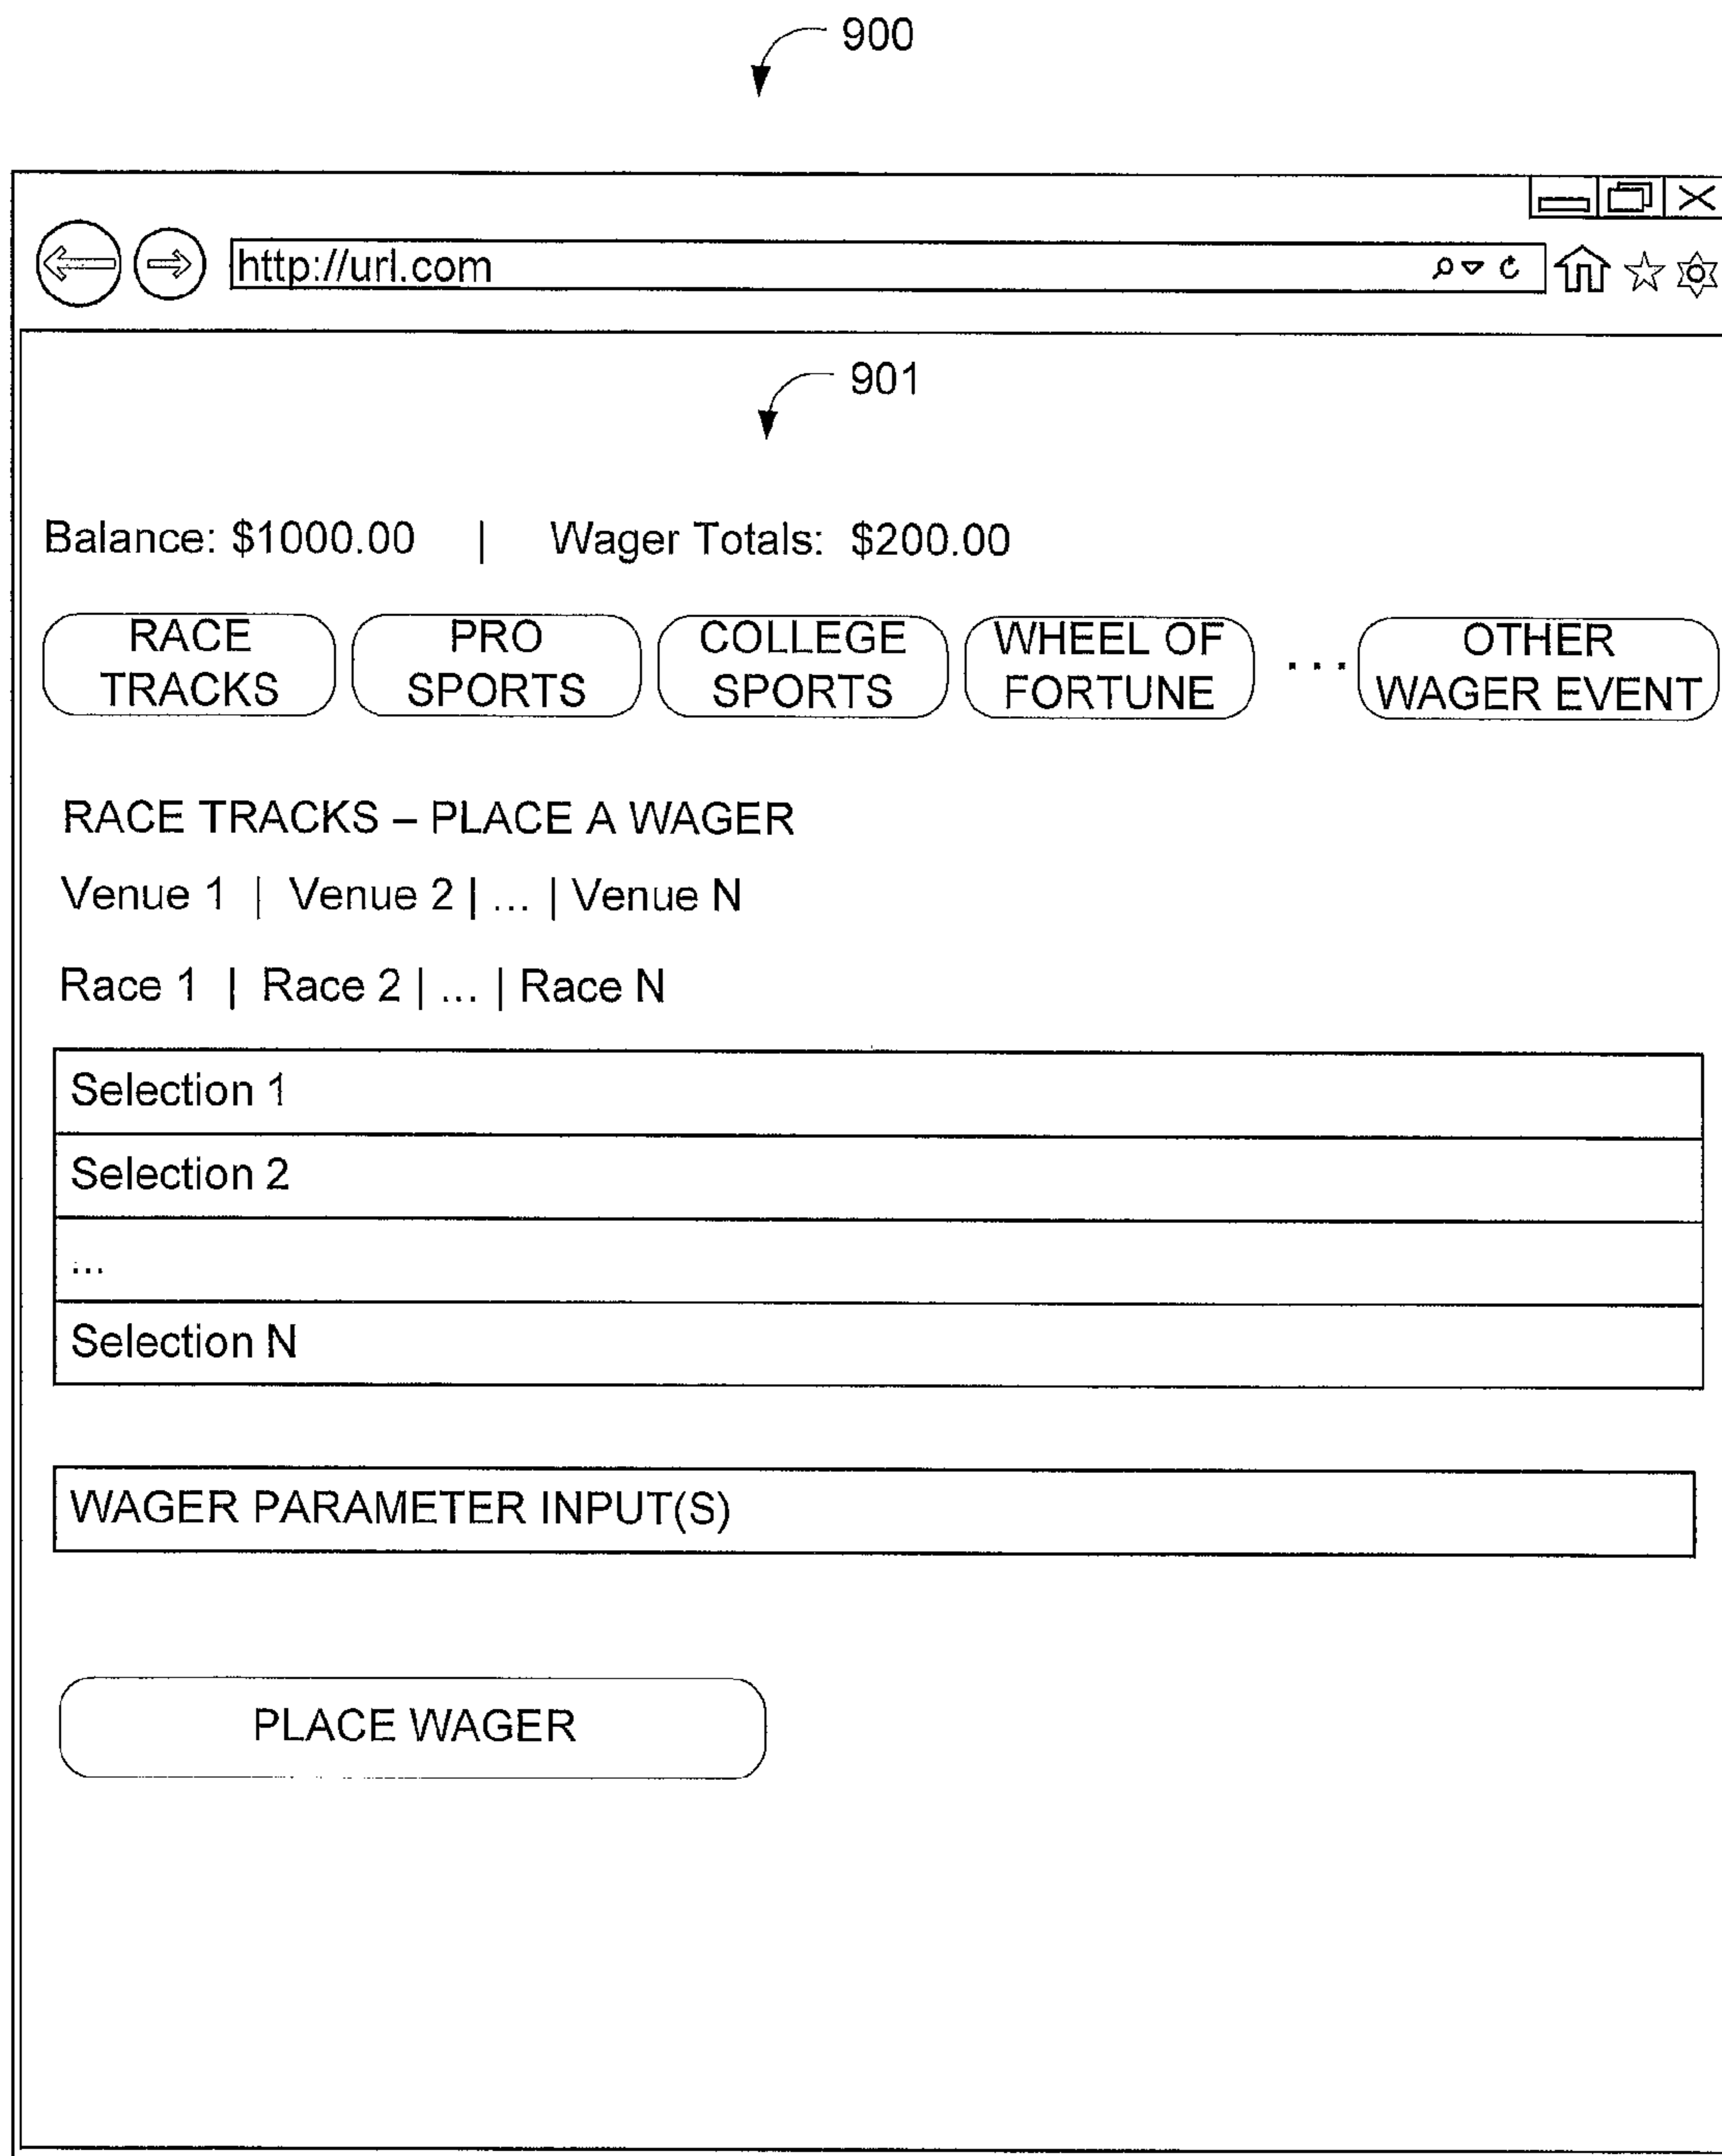 900
http://url.com
901
Balance: $1000.00 | Wager Totals: $200.00
RACE TRACKS
PRO SPORTS
COLLEGE SPORTS
WHEEL OF FORTUNE
...
OTHER WAGER EVENT
RACE TRACKS – PLACE A WAGER
Venue 1 | Venue 2 | ... | Venue N
Race 1 | Race 2 | ... | Race N
Selection 1
Selection 2
...
Selection N
WAGER PARAMETER INPUT(S)
PLACE WAGER